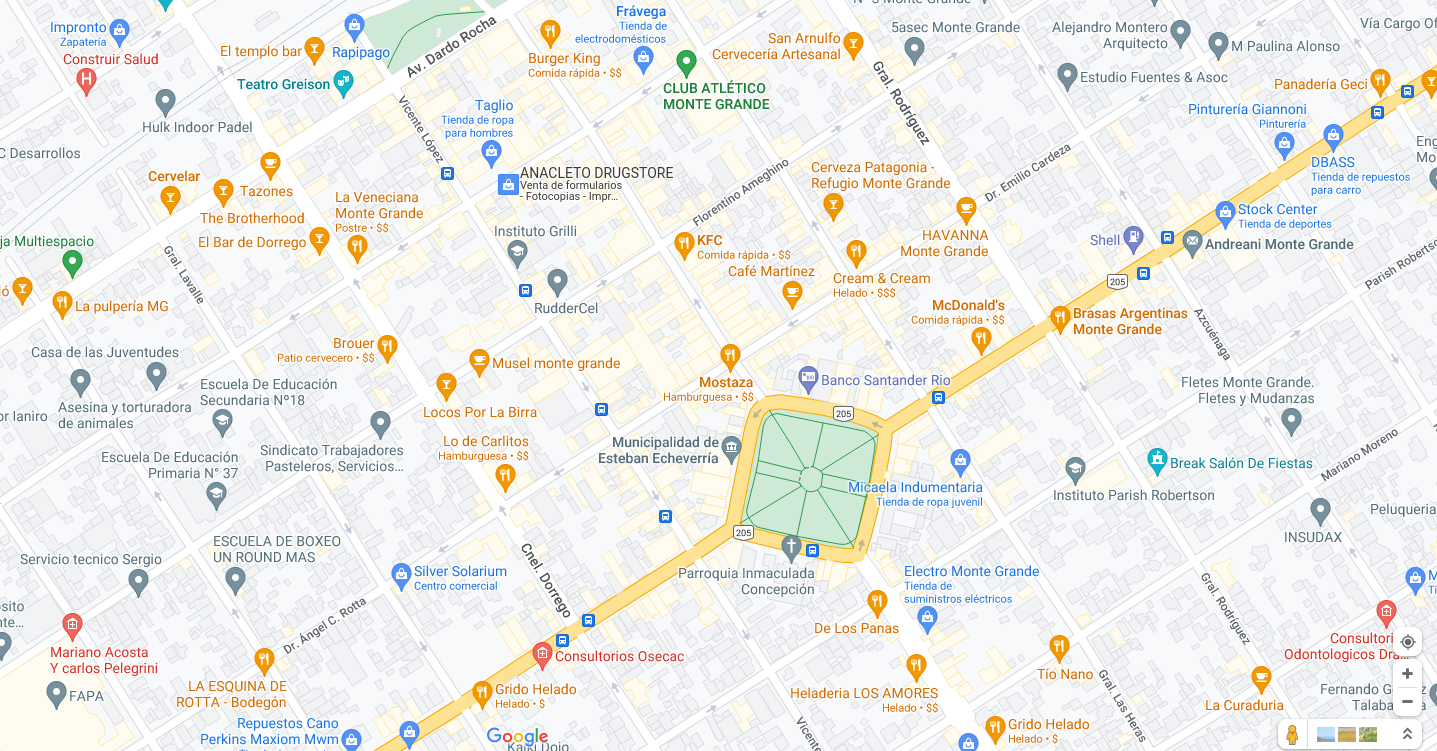 Impronto
Zapatería
Construir Salud
El templo bar
Rapipago
Teatro Greison
Av. Dardo Rocha
Burger King
Comida rápida • $$
Frávega
Tienda de
electrodomésticos
CLUB ATLÉTICO
MONTE GRANDE
San Arnulfo
Cervecería Artesanal
5asec Monte Grande
Gral. Rodríguez
Alejandro Montero
Arquitecto
M Paulina Alonso
Vía Cargo
Estudio Fuentes & Asoc
Panadería Geci
Pinturería Giannoni
Pinturería
DBASS
Tienda de repuestos
para carro
Hulk Indoor Padel
C Desarrollos
Vicente López
Taglio
Tienda de ropa
para hombres
ANACLETO DRUGSTORE
Venta de formularios
- Fotocopias - Impr...
Cervelar
Tazones
The Brotherhood
El Bar de Dorrego
La Veneciana
Monte Grande
Postre • $$
Instituto Grilli
RudderCel
Florentino Ameghino
KFC
Comida rápida • $$
Café Martínez
Cerveza Patagonia -
Refugio Monte Grande
Cream & Cream
Helado • $$$
HAVANNA
Monte Grande
Dr. Emilio Cardeza
Shell
Stock Center
Tienda de deportes
Andreani Monte Grande
205
Parish Robertso
ja Multiespacio
Gral. Lavalle
La pulpería MG
McDonald's
Comida rápida • $$
Brasas Argentinas
Monte Grande
Azcuénaga
Casa de las Juventudes
Asesina y torturadora
de animales
or Ianiro
Escuela De Educación
Secundaria N°18
Brouer
Patio cervecero • $$
Musel monte grande
Locos Por La Birra
Mostaza
Hamburguesa • $$
Banco Santander Rio
205
Fletes Monte Grande.
Fletes y Mudanzas
Escuela De Educación
Primaria N° 37
Sindicato Trabajadores
Pasteleros, Servicios...
Lo de Carlitos
Hamburguesa • $$
Municipalidad de
Esteban Echeverría
Micaela Indumentaria
Tienda de ropa juvenil
Instituto Parish Robertson
Break Salón De Fiestas
Mariano Moreno
INSUDAX
Peluqueria
205
Servicio tecnico Sergio
ESCUELA DE BOXEO
UN ROUND MAS
Silver Solarium
Centro comercial
Cnel. Dorrego
Parroquia Inmaculada
Concepción
Electro Monte Grande
Tienda de
suministros eléctricos
Gral. Rodríguez
De Los Panas
Dr. Ángel C. Rotta
Mariano Acosta
Y carlos Pelegrini
FAPA
LA ESQUINA DE
ROTTA - Bodegón
Consultorios Osecac
Grido Helado
Helado • $
Repuestos Cano
Perkins Maxiom Mwm
Google
Heladeria LOS AMORES
Helado • $$
Tío Nano
Gral. Las Heras
Grido Helado
Helado • $
La Curaduria
Consultori
Odontologicos Dra...
Fernando
Talaba
Vicente